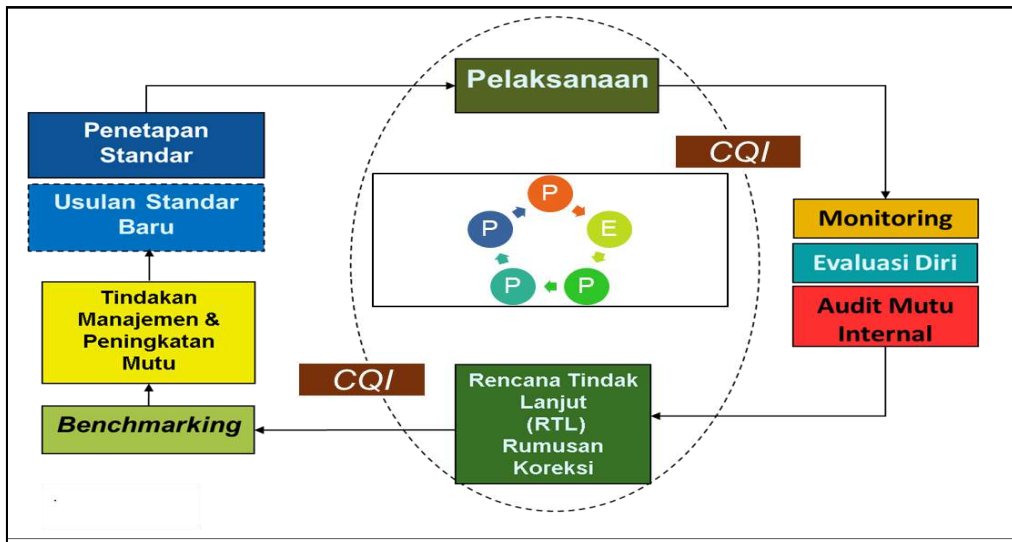 Pelaksanaan
Penetapan
Standar
CQI
Usulan Standar
Baru
P
P
E
P
P
Monitoring
Evaluasi Diri
Audit Mutu
Internal
Tindakan
Manajemen &
Peningkatan
Mutu
CQI
Rencana Tindak
Lanjut
(RTL)
Rumusan
Koreksi
Benchmarking